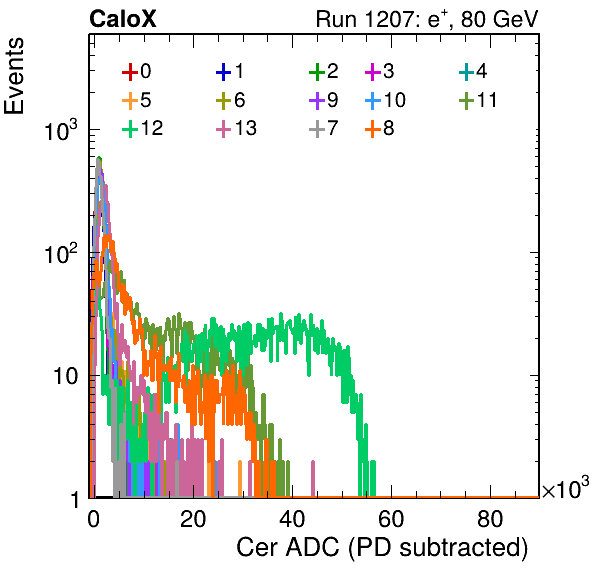 CaloX Run 1207: e⁺, 80 GeV
Events
0 1 2 3 4
5 6 9 10 11
12 13 7 8
10³
10²
10
1
0 20 40 60 80 ×10³
Cer ADC (PD subtracted)